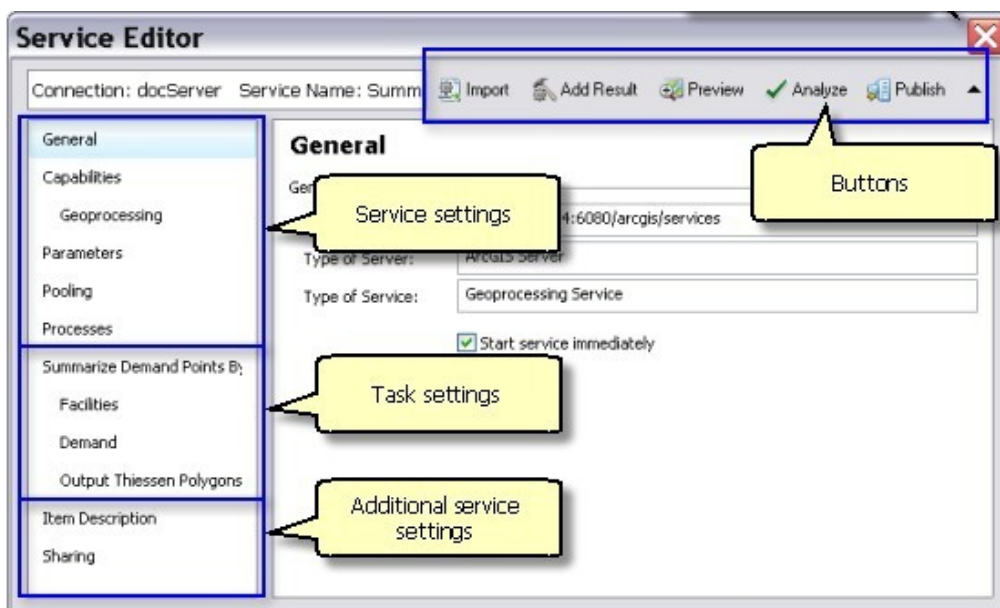 Service Editor
Connection: docServer Service Name: Summ
Import Add Result Preview Analyze Publish
Buttons
General
Capabilities
Geoprocessing
Parameters
Pooling
Processes
Summarize Demand Points By
Facilities
Demand
Output Thiessen Polygons
Item Description
Sharing
General
Service settings
4:6080/arcgis/services
Type of Server: ArcGIS Server
Type of Service: Geoprocessing Service
Start service immediately
Task settings
Additional service
settings